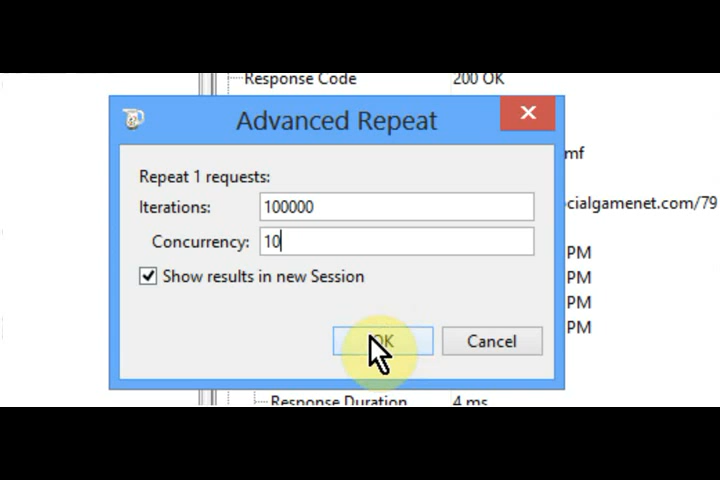 Response Code 200 OK
Advanced Repeat
mf
Repeat 1 requests:
Iterations: 100000
cialgamenet.com/79
Concurrency: 10
PM
Show results in new Session
PM
PM
PM
OK
Cancel
Response Duration 4 ms